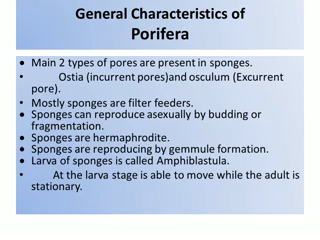 General Characteristics of
Porifera
• Main 2 types of pores are present in sponges.
• Ostia (incurrent pores)and osculum (Excurrent
pore).
• Mostly sponges are filter feeders.
• Sponges can reproduce asexually by budding or
fragmentation.
• Sponges are hermaphrodite.
• Sponges are reproducing by gemmule formation.
• Larva of sponges is called Amphiblastula.
• At the larva stage is able to move while the adult is
stationary.